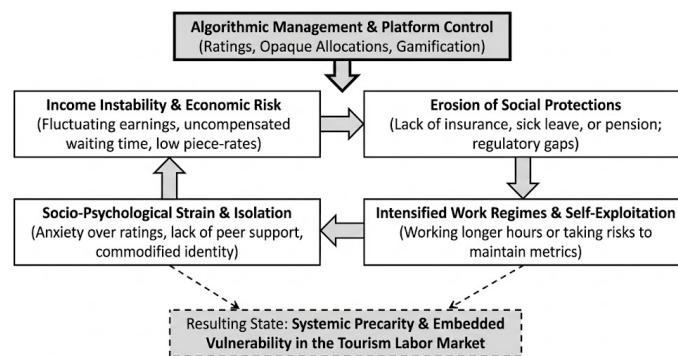 Algorithmic Management & Platform Control
(Ratings, Opaque Allocations, Gamification)
Income Instability & Economic Risk
(Fluctuating earnings, uncompensated
waiting time, low piece-rates)
Erosion of Social Protections
(Lack of insurance, sick leave, or pension;
regulatory gaps)
Socio-Psychological Strain & Isolation
(Anxiety over ratings, lack of peer support,
commodified identity)
Intensified Work Regimes & Self-Exploitation
(Working longer hours or taking risks to
maintain metrics)
Resulting State: Systemic Precarity & Embedded
Vulnerability in the Tourism Labor Market